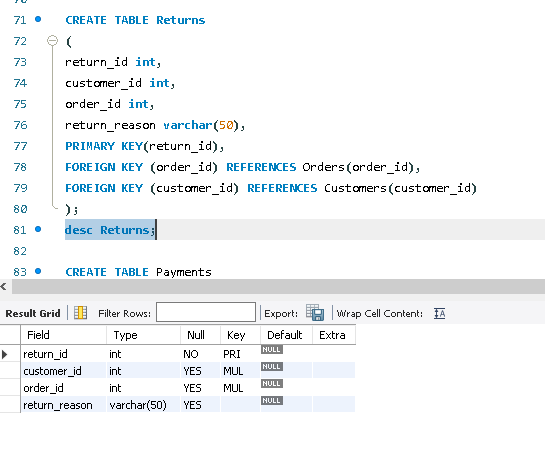 70
71 CREATE TABLE Returns
72 (
73 return_id int,
74 customer_id int,
75 order_id int,
76 return_reason varchar(50),
77 PRIMARY KEY(return_id),
78 FOREIGN KEY (order_id) REFERENCES Orders(order_id),
79 FOREIGN KEY (customer_id) REFERENCES Customers(customer_id)
80 );
81 desc Returns;
82
83 CREATE TABLE Payments
Result Grid Filter Rows: Export: Wrap Cell Content: IA
Field Type Null Key Default Extra
return_id int NO PRI NULL
customer_id int YES MUL NULL
order_id int YES MUL NULL
return_reason varchar(50) YES NULL